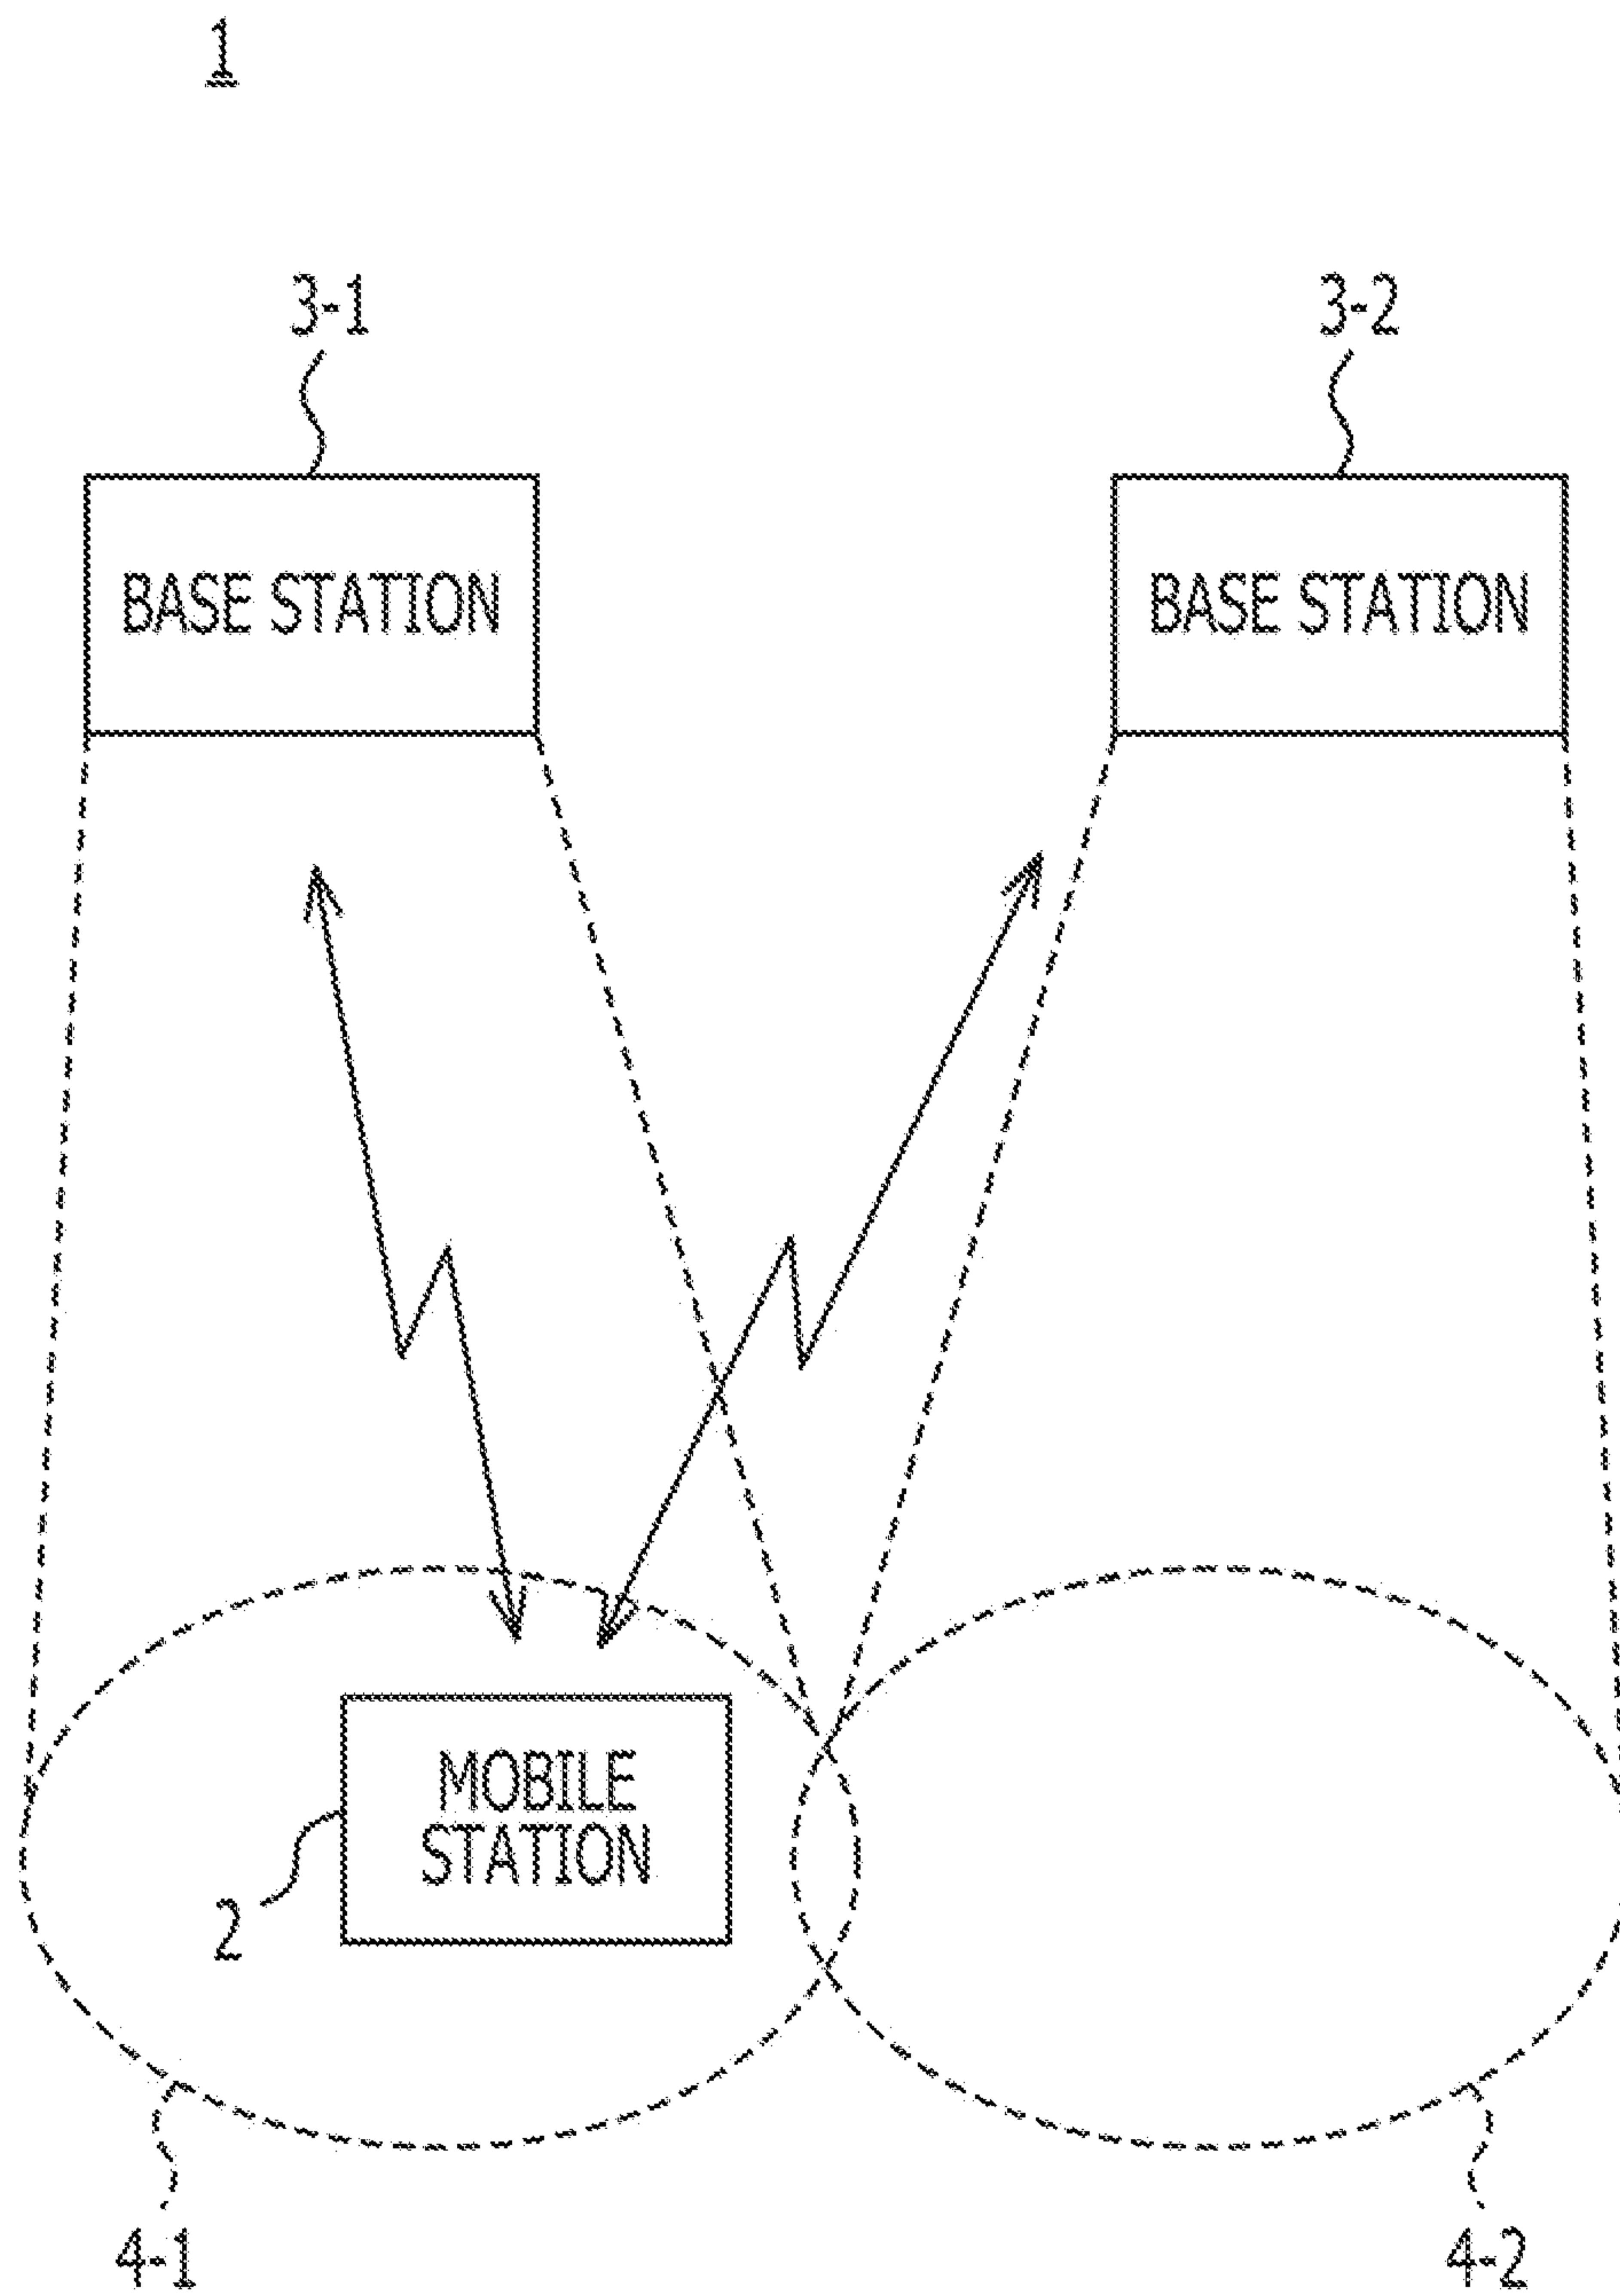 1
3-1
3-2
BASE STATION
BASE STATION
MOBILE
STATION
2
4-1
4-2